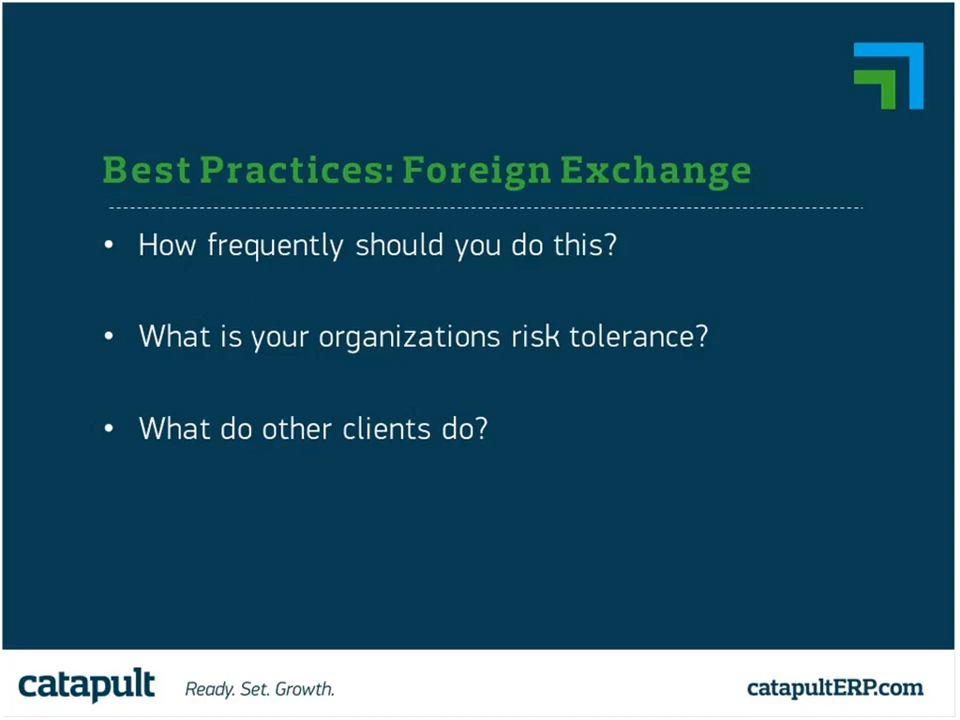 Best Practices: Foreign Exchange
• How frequently should you do this?
• What is your organizations risk tolerance?
• What do other clients do?
catapult Ready. Set. Growth. catapultERP.com